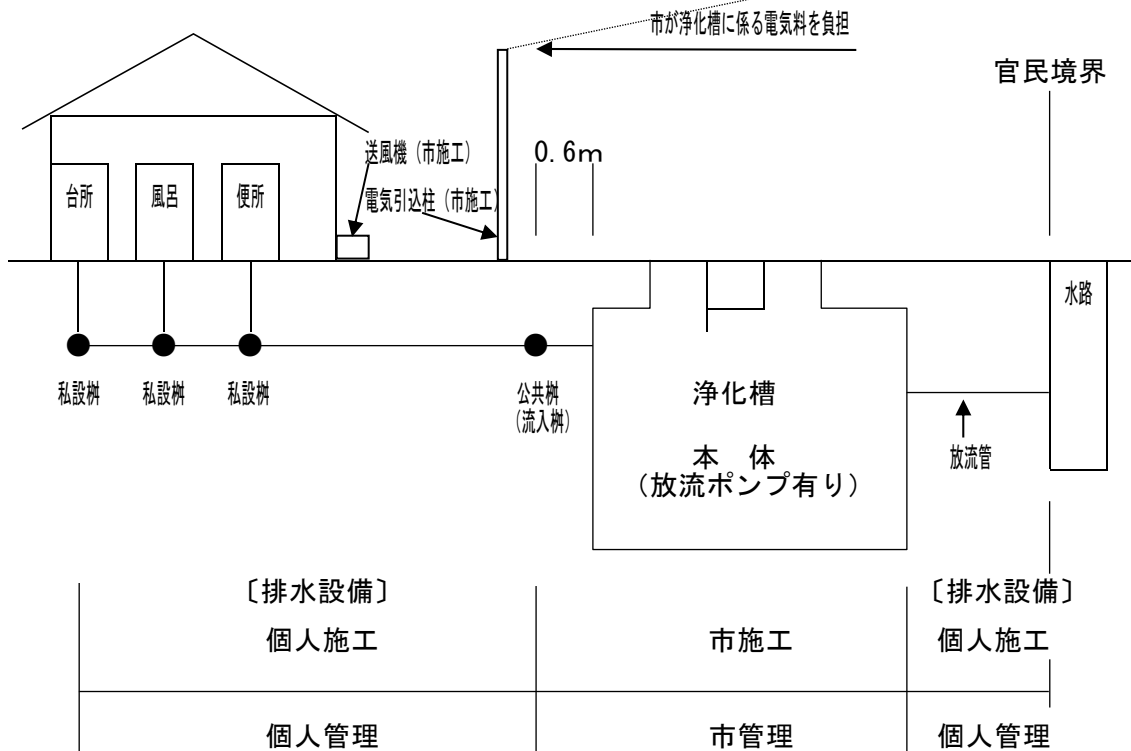 市が浄化槽に係る電気料を負担
官民境界
送風機（市施工）
0.6m
台所
風呂
便所
電気引込柱（市施工）
水路
私設桝
私設桝
私設桝
公共桝
（流入桝）
浄化槽
本　体
（放流ポンプ有り）
放流管
〔排水設備〕
〔排水設備〕
個人施工
市施工
個人施工
個人管理
市管理
個人管理